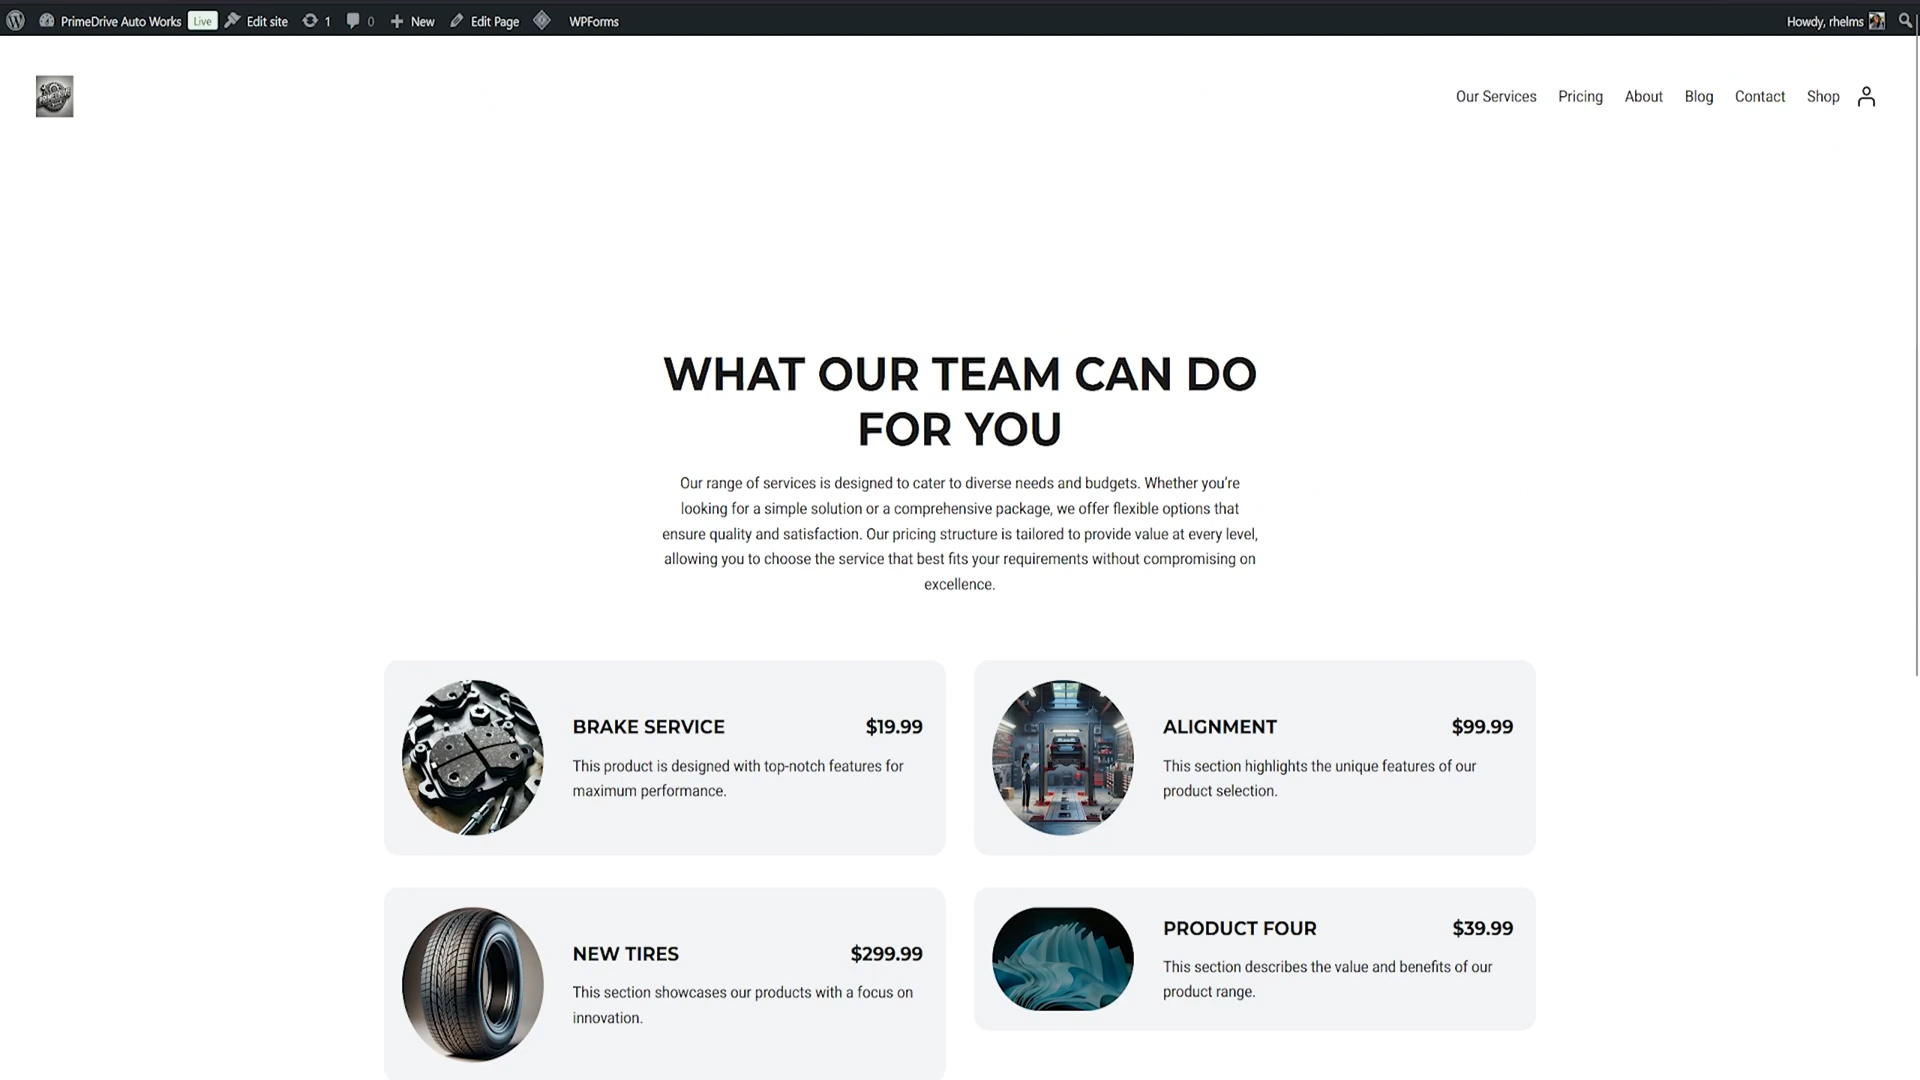 PrimeDrive Auto Works Live Edit site 1 0 New Edit Page WPForms Howdy, rhelms
PRIMEDRIVE
Our Services Pricing About Blog Contact Shop
WHAT OUR TEAM CAN DO
FOR YOU
Our range of services is designed to cater to diverse needs and budgets. Whether you’re
looking for a simple solution or a comprehensive package, we offer flexible options that
ensure quality and satisfaction. Our pricing structure is tailored to provide value at every level,
allowing you to choose the service that best fits your requirements without compromising on
excellence.
BRAKE SERVICE $19.99
This product is designed with top-notch features for
maximum performance.
ALIGNMENT $99.99
This section highlights the unique features of our
product selection.
NEW TIRES $299.99
This section showcases our products with a focus on
innovation.
PRODUCT FOUR $39.99
This section describes the value and benefits of our
product range.